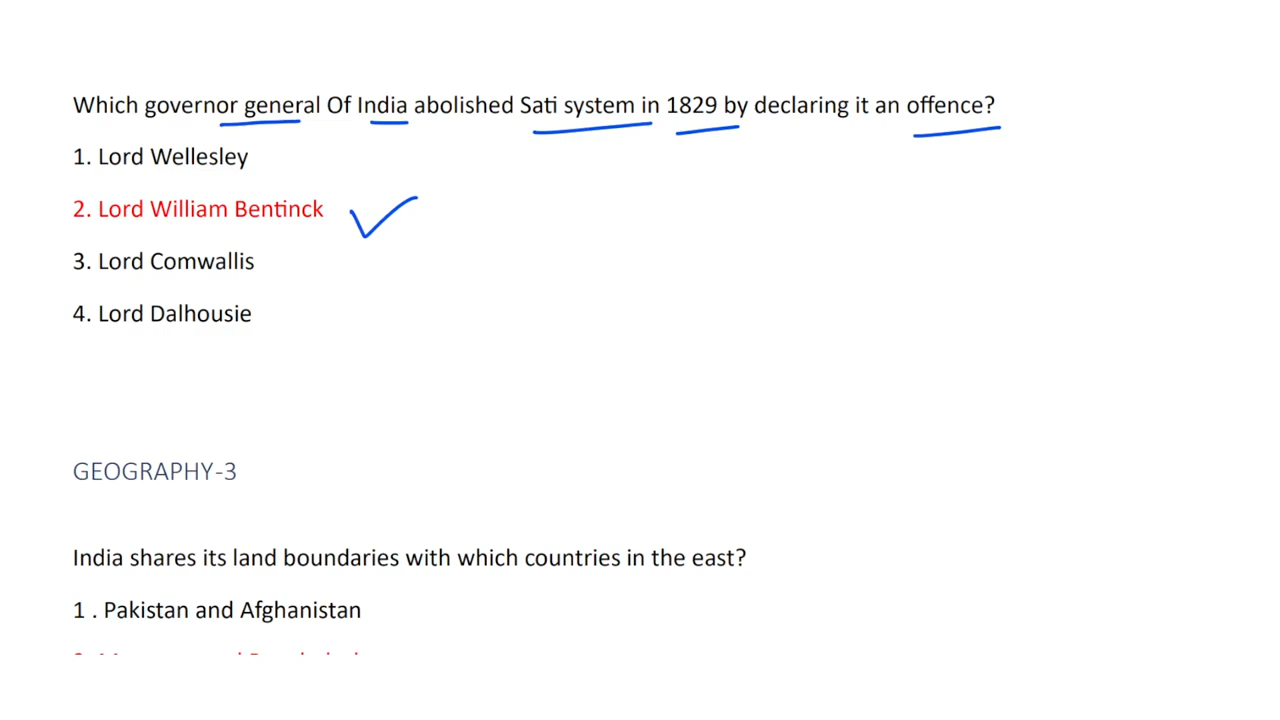 Which governor general Of India abolished Sati system in 1829 by declaring it an offence?
1. Lord Wellesley
2. Lord William Bentinck
3. Lord Comwallis
4. Lord Dalhousie
GEOGRAPHY-3
India shares its land boundaries with which countries in the east?
1 . Pakistan and Afghanistan